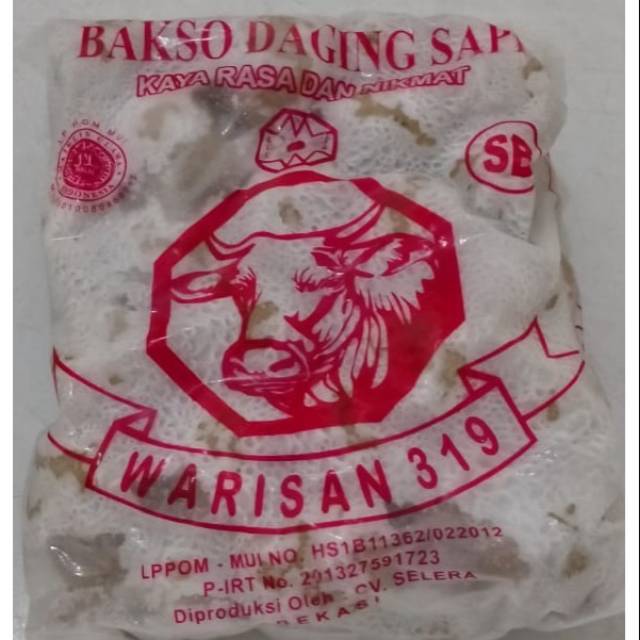 BAKSO DAGING SAPI
KAYA RASA DAN NIKMAT
SB
WARISAN 319
LPPOM - MUI NO. HS1B11362/022012
P-IRT No. 201327591723
Diproduksi Oleh CV. SELERA
BEKASI